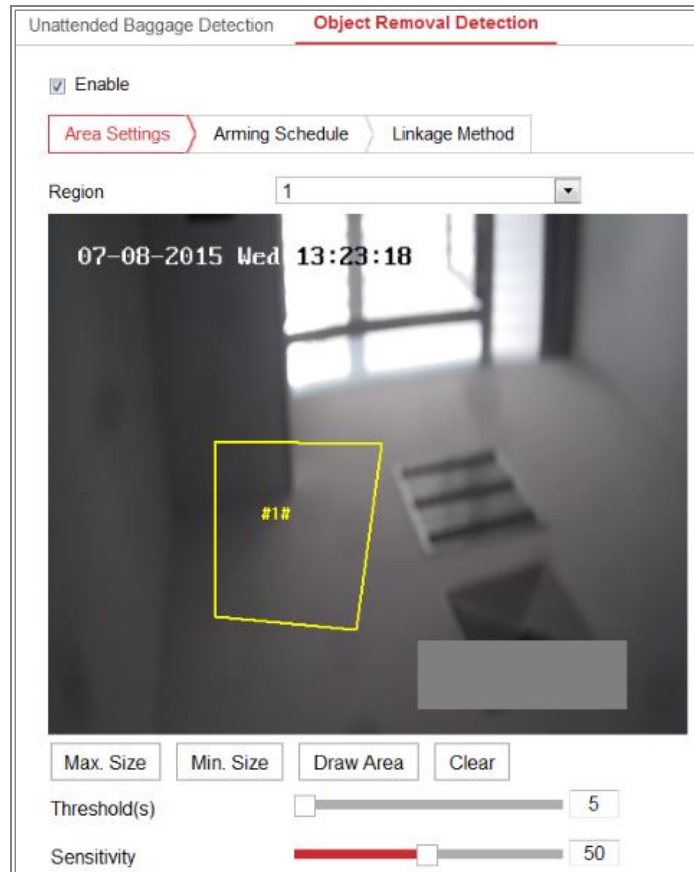 Unattended Baggage Detection Object Removal Detection
Enable
Area Settings Arming Schedule Linkage Method
Region 1
07-08-2015 Wed 13:23:18
#1#
Max. Size Min. Size Draw Area Clear
Threshold(s) 5
Sensitivity 50